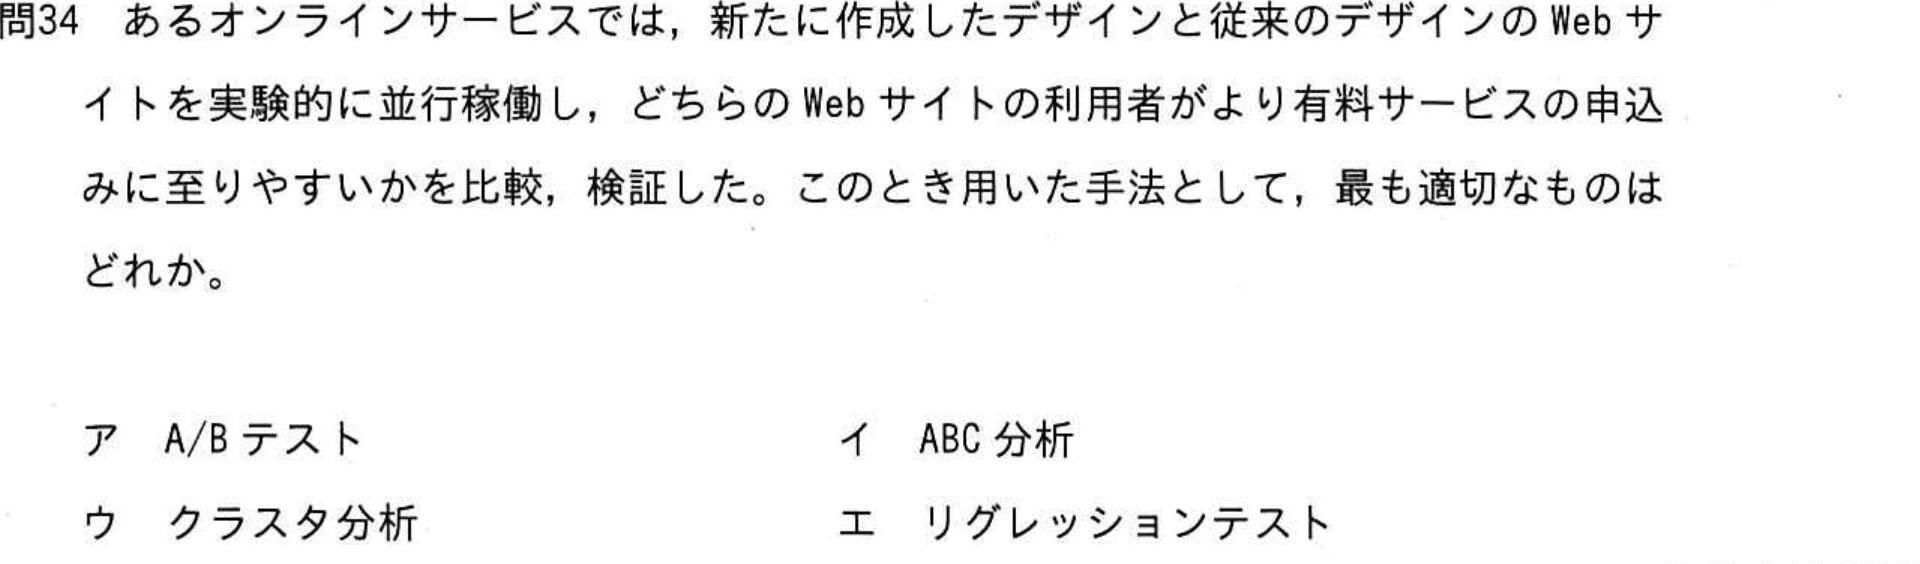 問34 あるオンラインサービスでは，新たに作成したデザインと従来のデザインの Web サ
イトを実験的に並行稼働し，どちらの Web サイトの利用者がより有料サービスの申込
みに至りやすいかを比較，検証した。このとき用いた手法として，最も適切なものは
どれか。
ア A/B テスト イ ABC 分析
ウ クラスタ分析 エ リグレッションテスト